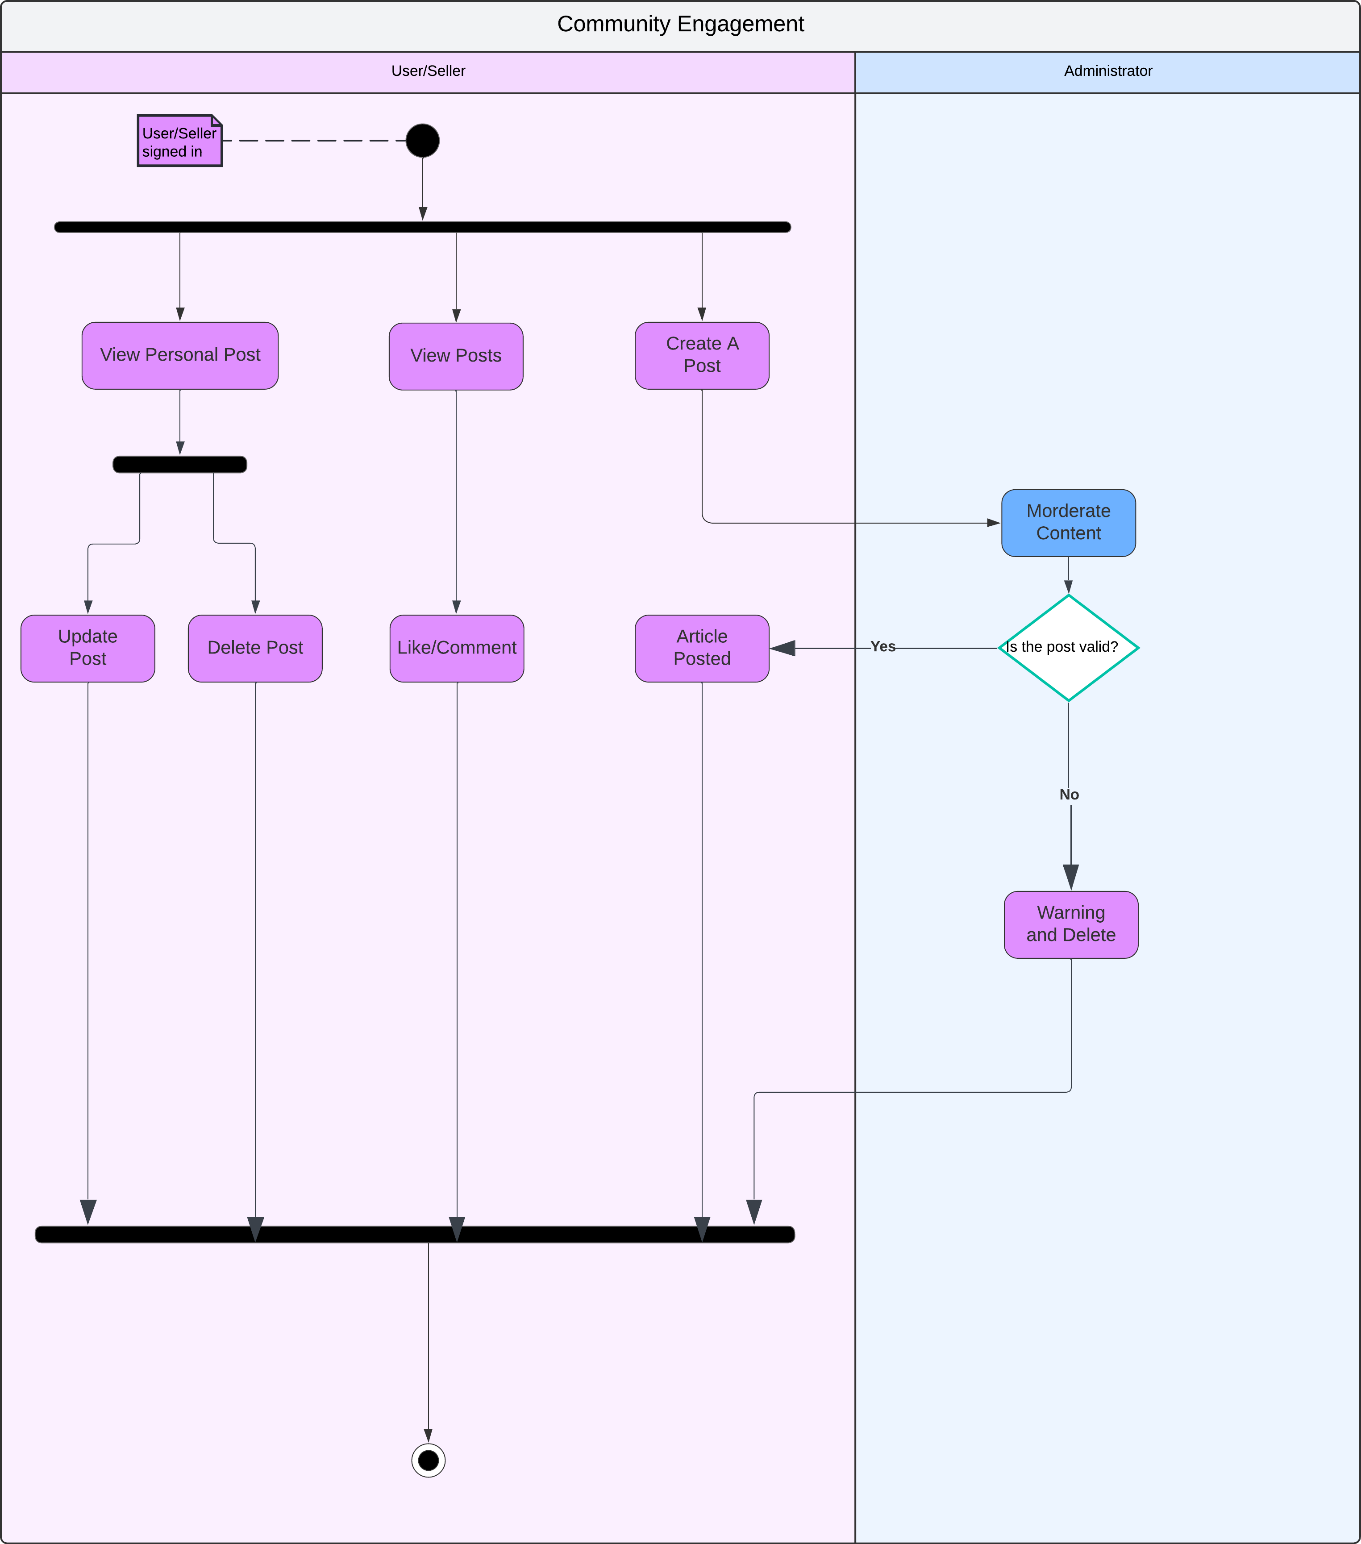 Community Engagement
User/Seller
Administrator
User/Seller
signed in
View Personal Post
View Posts
Create A
Post
Morderate
Content
Update
Post
Delete Post
Like/Comment
Article
Posted
Yes
Is the post valid?
No
Warning
and Delete